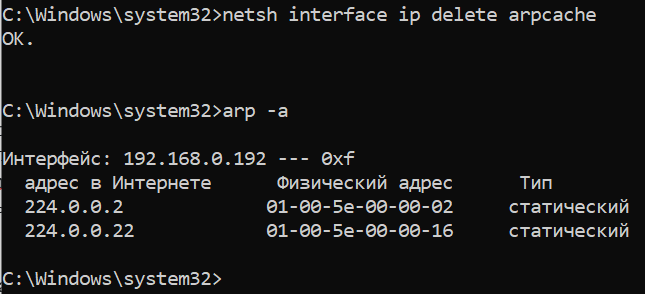 C:\Windows\system32>netsh interface ip delete arpcache
ОК.
C:\Windows\system32>arp -a
Интерфейс: 192.168.0.192 --- 0xf
адрес в Интернете Физический адрес Тип
224.0.0.2 01-00-5e-00-00-02 статический
224.0.0.22 01-00-5e-00-00-16 статический
C:\Windows\system32>